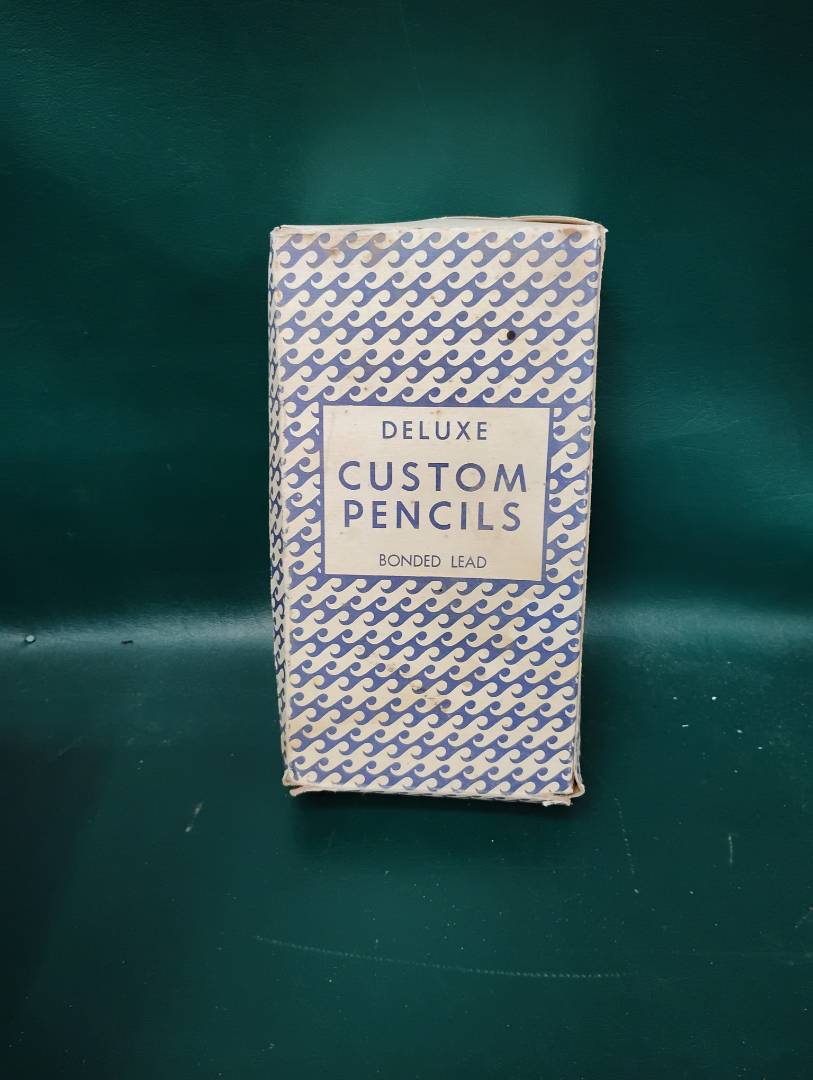 DELUXE
CUSTOM
PENCILS
BONDED LEAD